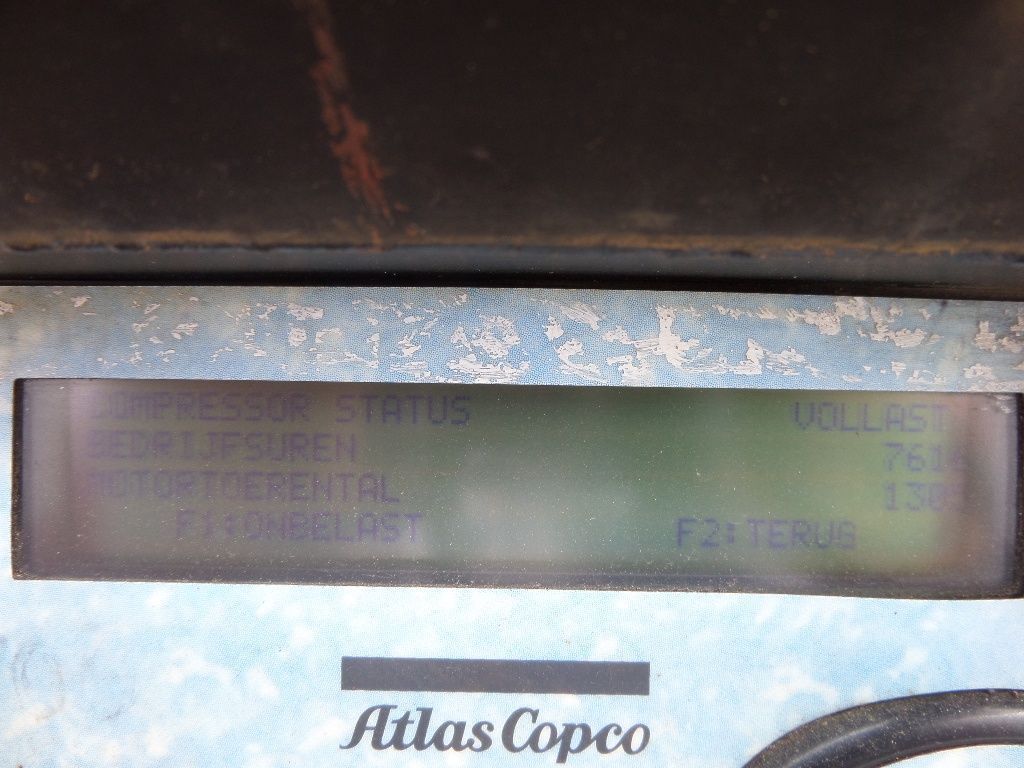 COMPRESSOR STATUS VOLLAST
BEDRIJFSUREN
MOTORTOERENTAL
F1:ONBELAST F2:TERUG
Atlas Copco